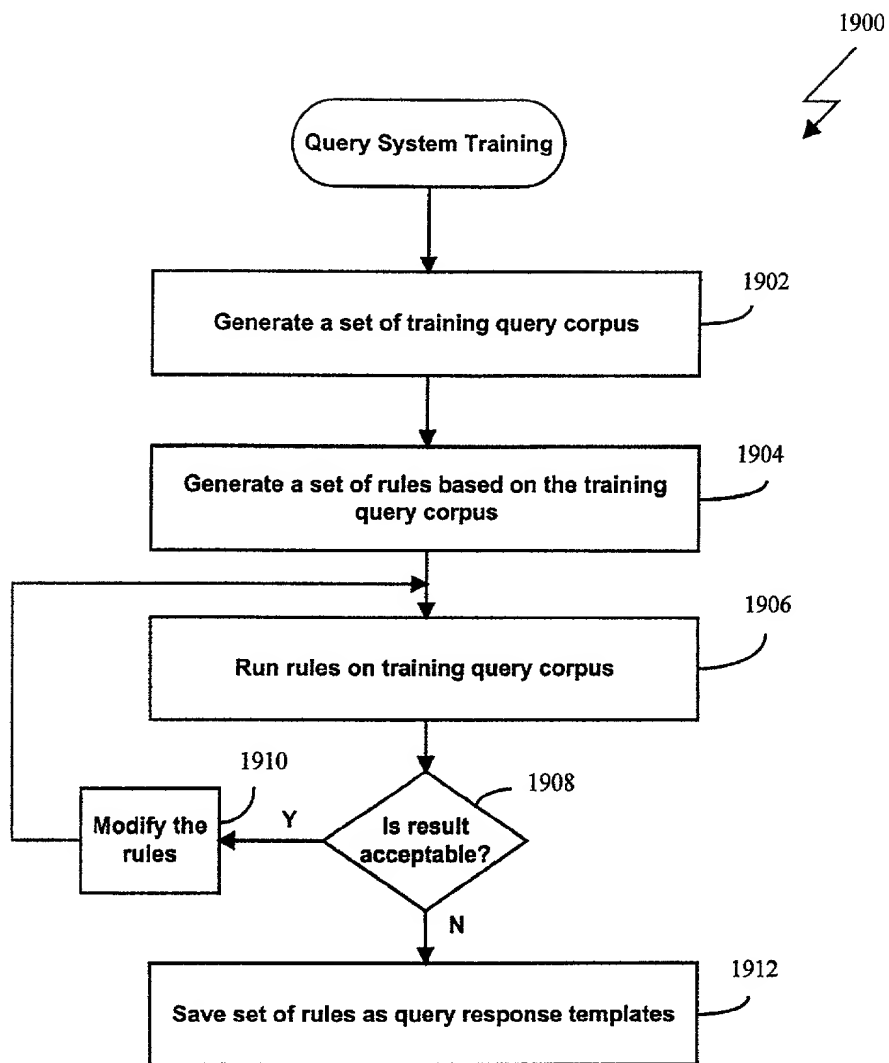 1900
Query System Training
1902
Generate a set of training query corpus
1904
Generate a set of rules based on the training
query corpus
1906
Run rules on training query corpus
1910
1908
Modify the
rules
Y
Is result
acceptable?
N
1912
Save set of rules as query response templates